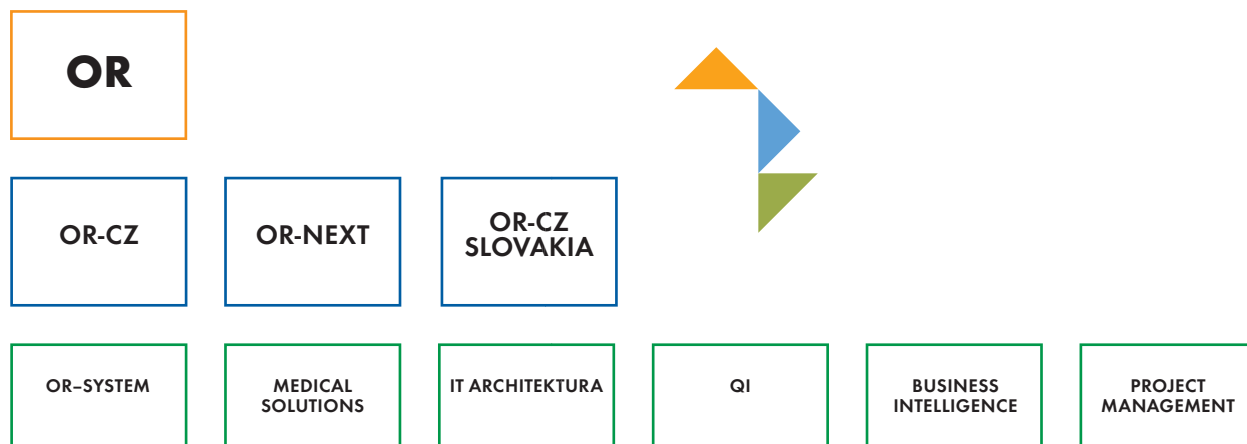 OR
OR-CZ
OR-NEXT
OR-CZ
SLOVAKIA
OR–SYSTEM
MEDICAL
SOLUTIONS
IT ARCHITEKTURA
QI
BUSINESS
INTELLIGENCE
PROJECT
MANAGEMENT